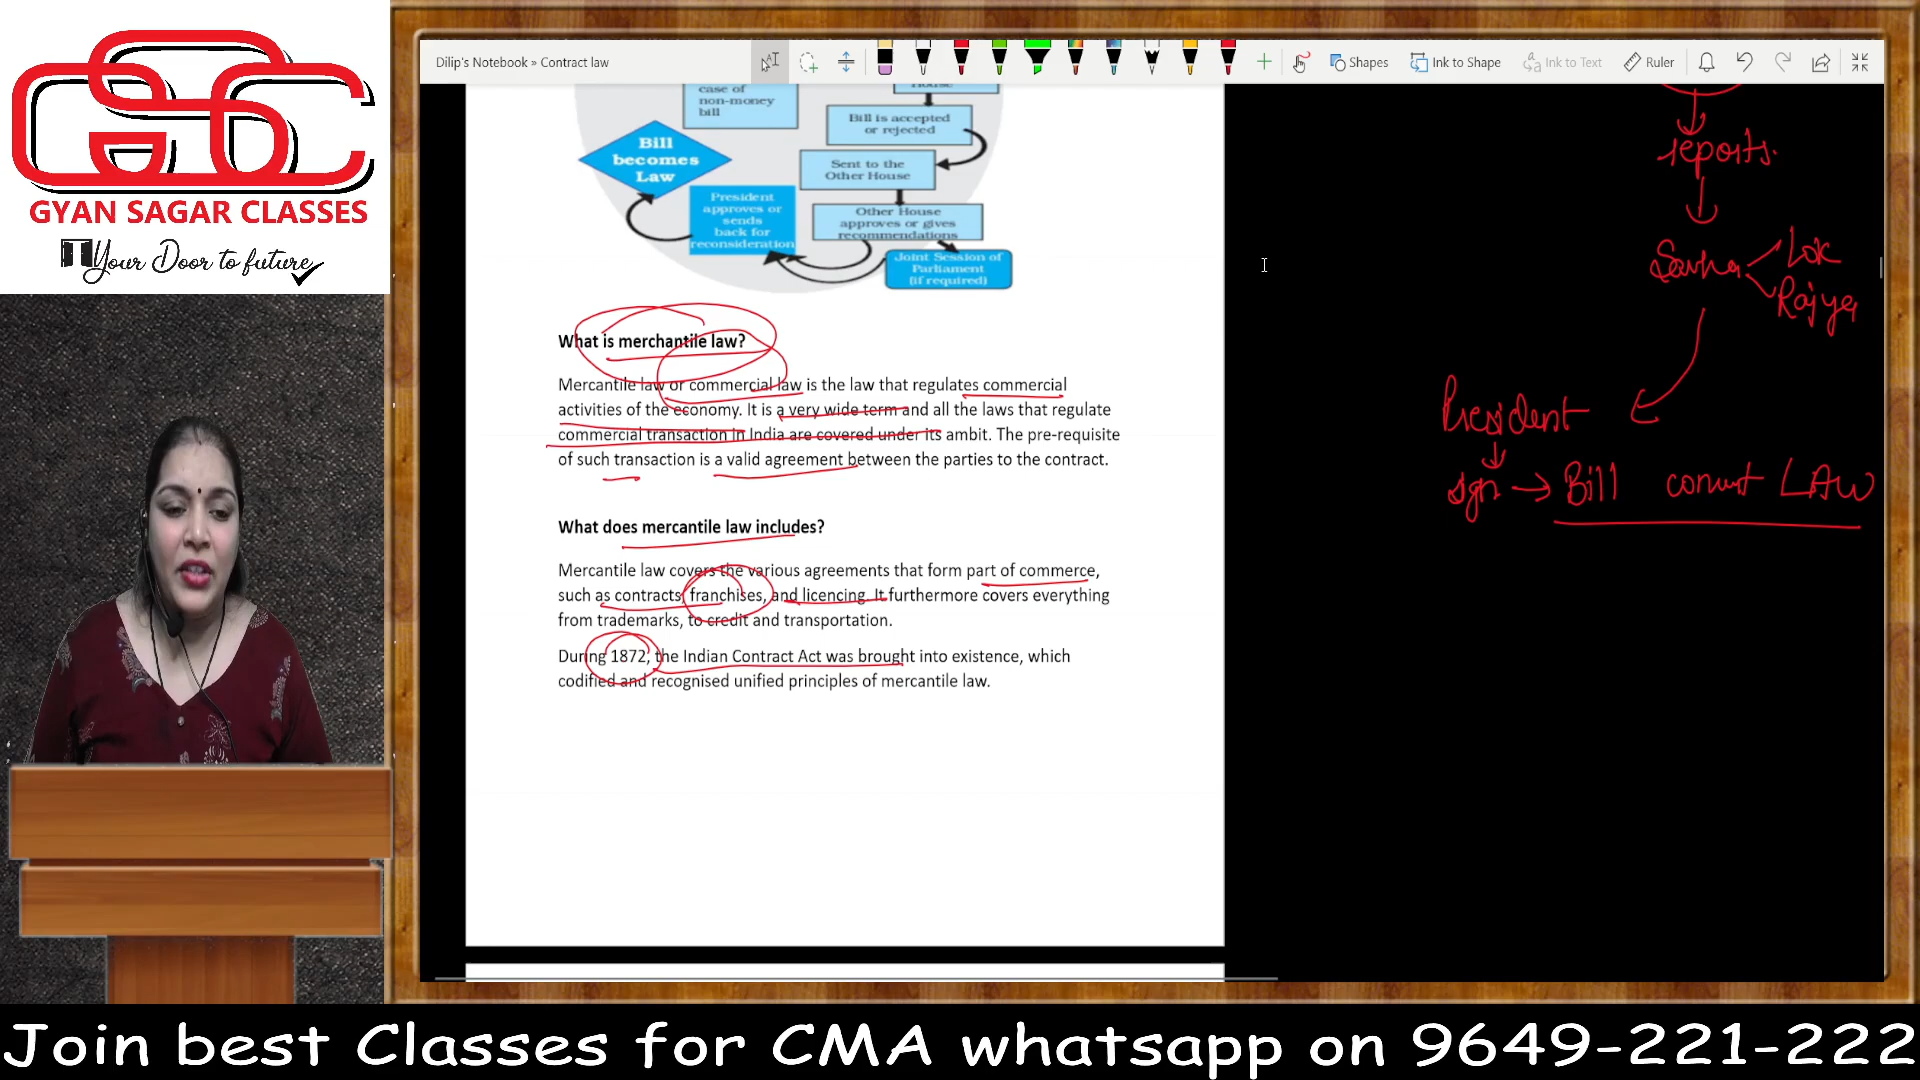 GSC
GYAN SAGAR CLASSES
Your Door to future
Dilip's Notebook » Contract law
Shapes
Ink to Shape
Ink to Text
Ruler
case of
non-money
bill
House
Bill is accepted
or rejected
Bill
becomes
Law
Sent to the
Other House
President
approves or
sends
back for
reconsideration
Other House
approves or gives
recommendations
Joint Session of
Parliament
(if required)
What is merchantile law?
Mercantile law or commercial law is the law that regulates commercial
activities of the economy. It is a very wide term and all the laws that regulate
commercial transaction in India are covered under its ambit. The pre-requisite
of such transaction is a valid agreement between the parties to the contract.
What does mercantile law includes?
Mercantile law covers the various agreements that form part of commerce,
such as contracts, franchises, and licencing. It furthermore covers everything
from trademarks, to credit and transportation.
During 1872, the Indian Contract Act was brought into existence, which
codified and recognised unified principles of mercantile law.
reports.
Lok
Rajya
President
sgn → Bill LAW
Join best Classes for CMA whatsapp on 9649-221-222